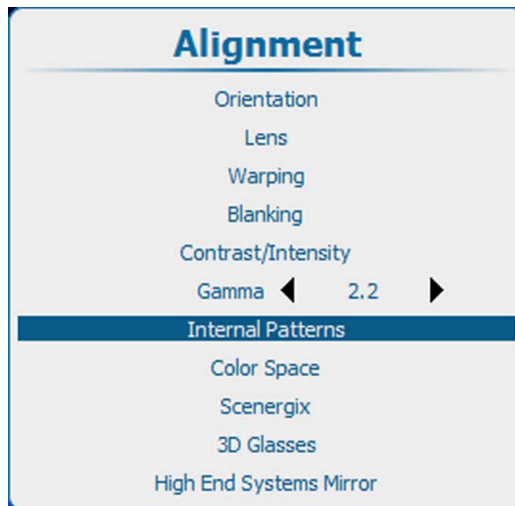 Alignment
Orientation
Lens
Warping
Blanking
Contrast/Intensity
Gamma 2.2
Internal Patterns
Color Space
Scenergix
3D Glasses
High End Systems Mirror